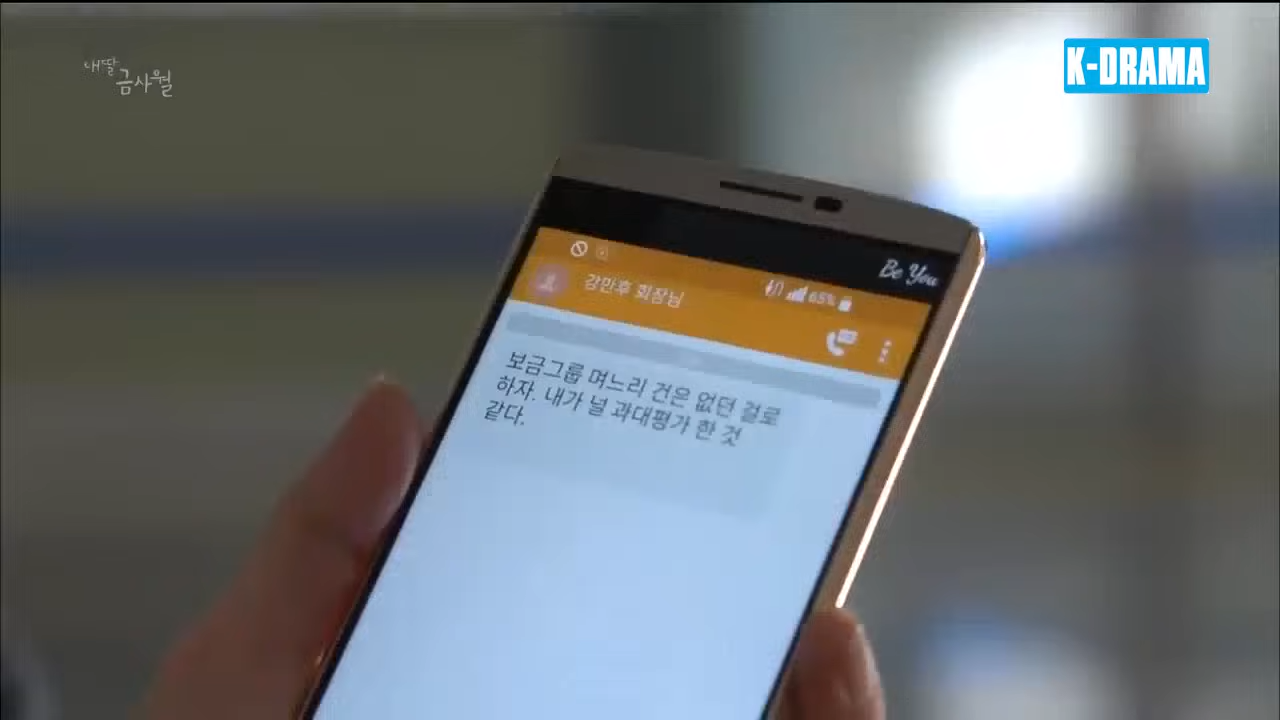 내딸
금사월
K-DRAMA
Be You
65%
강만후 회장님
보금그룹 며느리 건은 없던 걸로
하자. 내가 널 과대평가 한 것
같다.